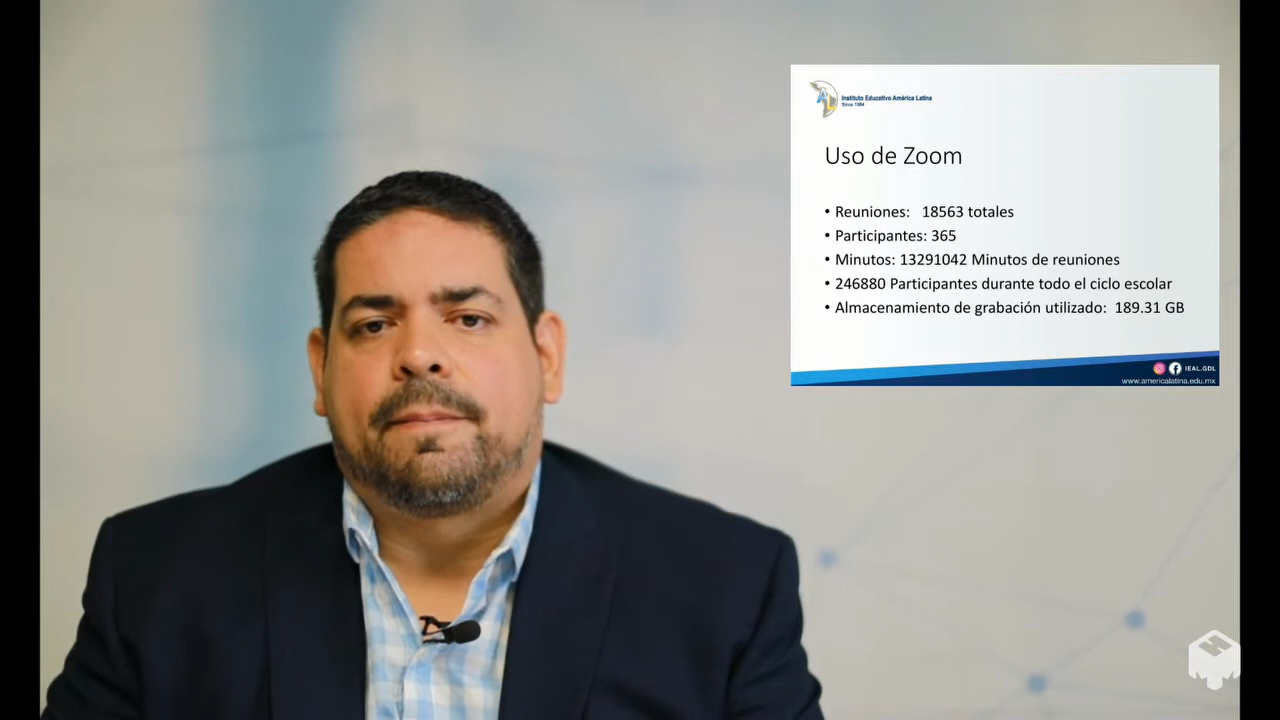 Instituto Educativo América Latina
Since 1964
Uso de Zoom
• Reuniones: 18563 totales
• Participantes: 365
• Minutos: 13291042 Minutos de reuniones
• 246880 Participantes durante todo el ciclo escolar
• Almacenamiento de grabación utilizado: 189.31 GB
IEAL.GDL
www.americalatina.edu.mx